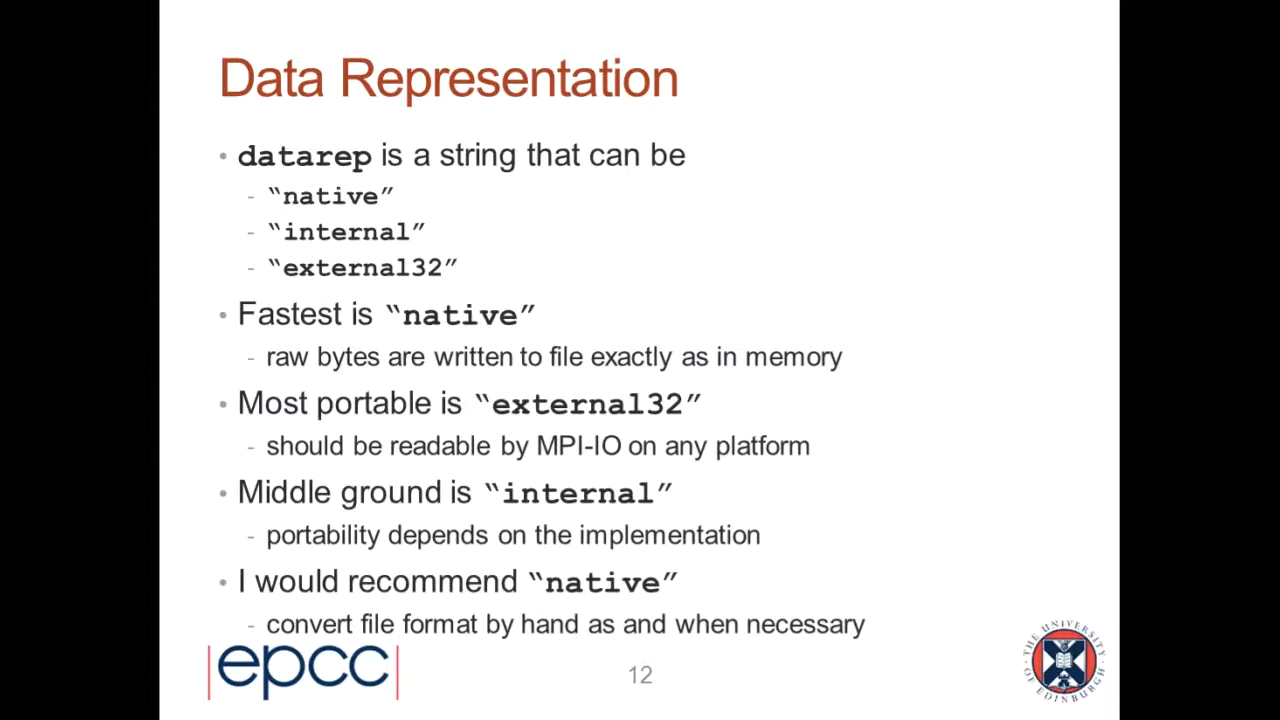 Data Representation
• datarep is a string that can be
- “native”
- “internal”
- “external32”
• Fastest is “native”
- raw bytes are written to file exactly as in memory
• Most portable is “external32”
- should be readable by MPI-IO on any platform
• Middle ground is “internal”
- portability depends on the implementation
• I would recommend “native”
- convert file format by hand as and when necessary
|epcc|
12
THE UNIVERSITY OF EDINBURGH